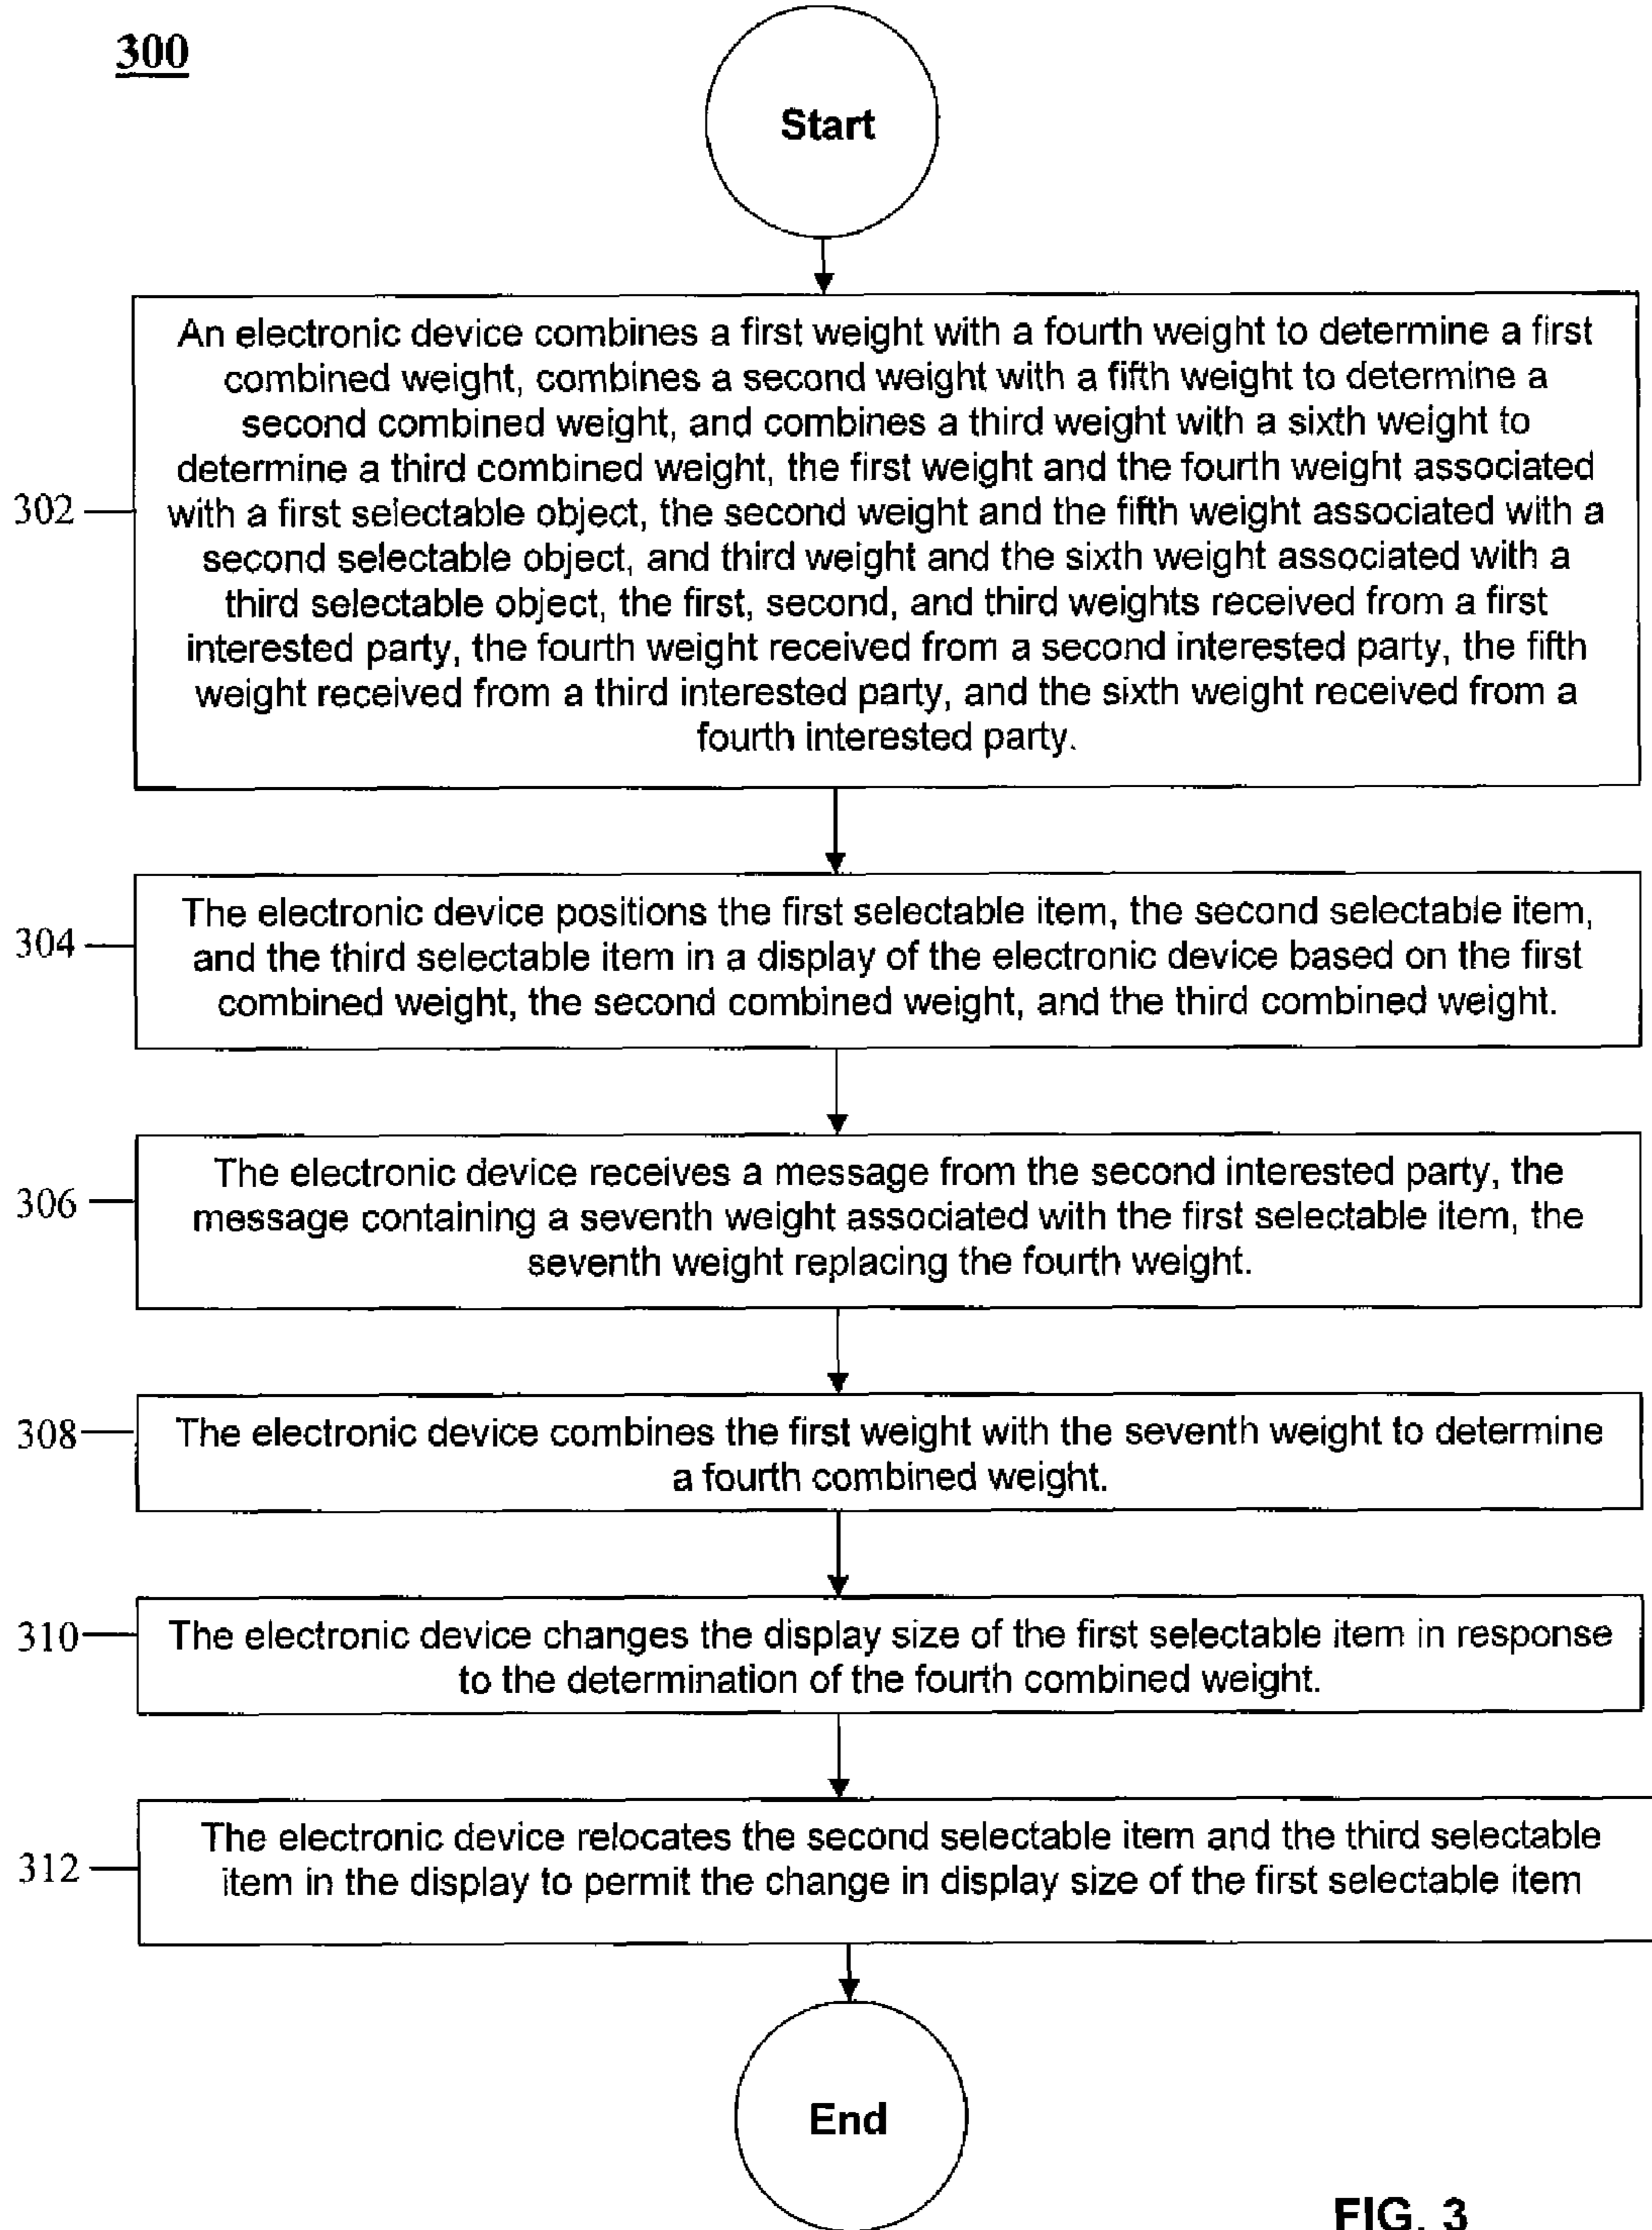 300
Start
An electronic device combines a first weight with a fourth weight to determine a first
combined weight, combines a second weight with a fifth weight to determine a
second combined weight, and combines a third weight with a sixth weight to
determine a third combined weight, the first weight and the fourth weight associated
302
with a first selectable object, the second weight and the fifth weight associated with a
second selectable object, and third weight and the sixth weight associated with a
third selectable object, the first, second, and third weights received from a first
interested party, the fourth weight received from a second interested party, the fifth
weight received from a third interested party, and the sixth weight received from a
fourth interested party.
The electronic device positions the first selectable item, the second selectable item,
304
and the third selectable item in a display of the electronic device based on the first
combined weight, the second combined weight, and the third combined weight.
The electronic device receives a message from the second interested party, the
306
message containing a seventh weight associated with the first selectable item, the
seventh weight replacing the fourth weight.
308
The electronic device combines the first weight with the seventh weight to determine
a fourth combined weight.
310
The electronic device changes the display size of the first selectable item in response
to the determination of the fourth combined weight.
The electronic device relocates the second selectable item and the third selectable
312
item in the display to permit the change in display size of the first selectable item
End
FIG. 3